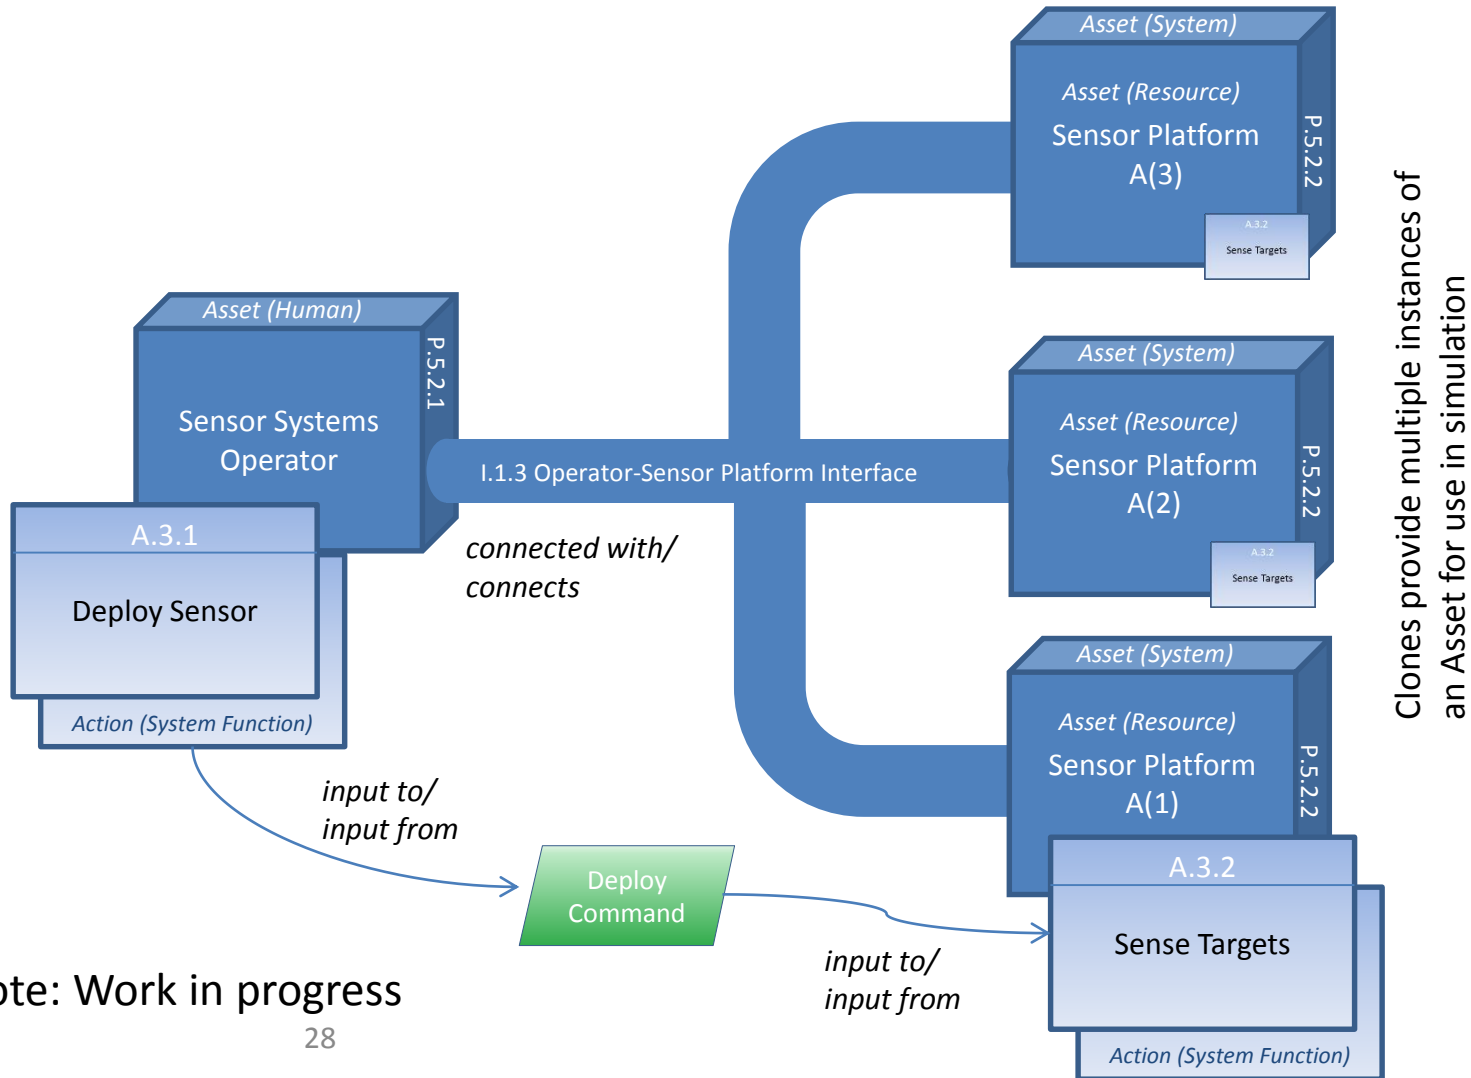 Asset (System)
Asset (Resource)
Sensor Platform
A(3)
P.5.2.2
A.3.2
Sense Targets
Asset (Human)
Sensor Systems
Operator
P.5.2.1
A.3.1
Deploy Sensor
Action (System Function)
I.1.3 Operator-Sensor Platform Interface
connected with/
connects
Asset (System)
Asset (Resource)
Sensor Platform
A(2)
P.5.2.2
A.3.2
Sense Targets
Asset (System)
Asset (Resource)
Sensor Platform
A(1)
P.5.2.2
A.3.2
Sense Targets
Action (System Function)
input to/
input from
Deploy
Command
input to/
input from
Clones provide multiple instances of
an Asset for use in simulation
ote: Work in progress
28